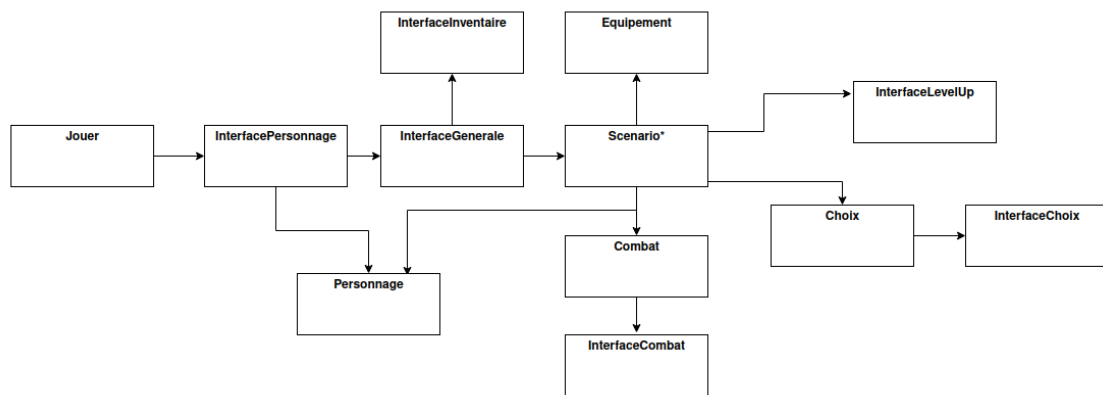 InterfaceInventaire
Equipement
InterfaceLevelUp
Jouer
InterfacePersonnage
InterfaceGenerale
Scenario*
Choix
InterfaceChoix
Combat
Personnage
InterfaceCombat